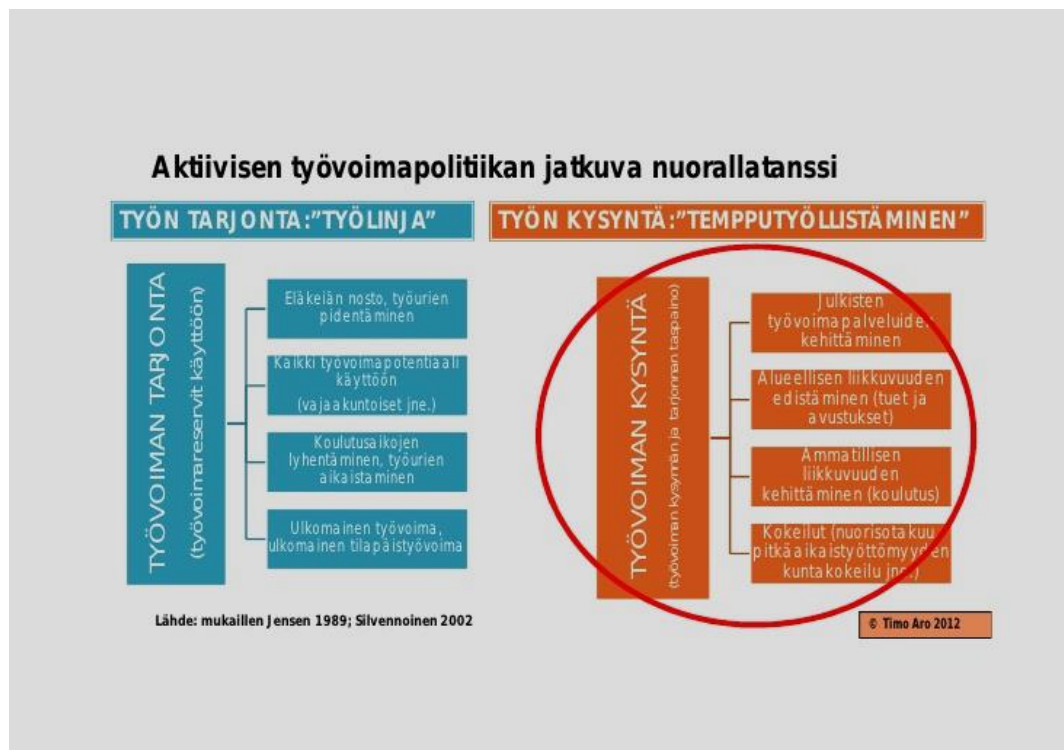 Aktiivisen työvoimapolitiikan jatkuva nuorallatanssi
TYÖN TARJONTA:"TYÖLINJA"
TYÖVOIMAN TARJONTA
(työvoimareservit käyttöön)
Eläkeiän nosto, työurien
pidentäminen
Kaikki työvoimapotentiaali
käyttöön
(vajaakuntoiset jne.)
Koulutusaikojen
lyhentäminen, työurien
aikaistaminen
Ulkomainen työvoima,
ulkomainen tilapäistyövoima
TYÖN KYSYNTÄ:"TEMPPUTYÖLLISTÄMINEN"
TYÖVOIMAN KYSYNTÄ
(työvoiman kysynnän ja tarjonnan taspaino)
Julkisten
työvoimapalveluiden
kehittäminen
Alueellisen liikkuvuuden
edistäminen (tuet ja
avustukset)
Ammatillisen
liikkuvuuden
kehittäminen (koulutus)
Kokeilut (nuorisotakuu,
pitkäaikaistyöttömyyden
kuntakokeilu jne.)
Lähde: mukaillen Jensen 1989; Silvennoinen 2002
© Timo Aro 2012